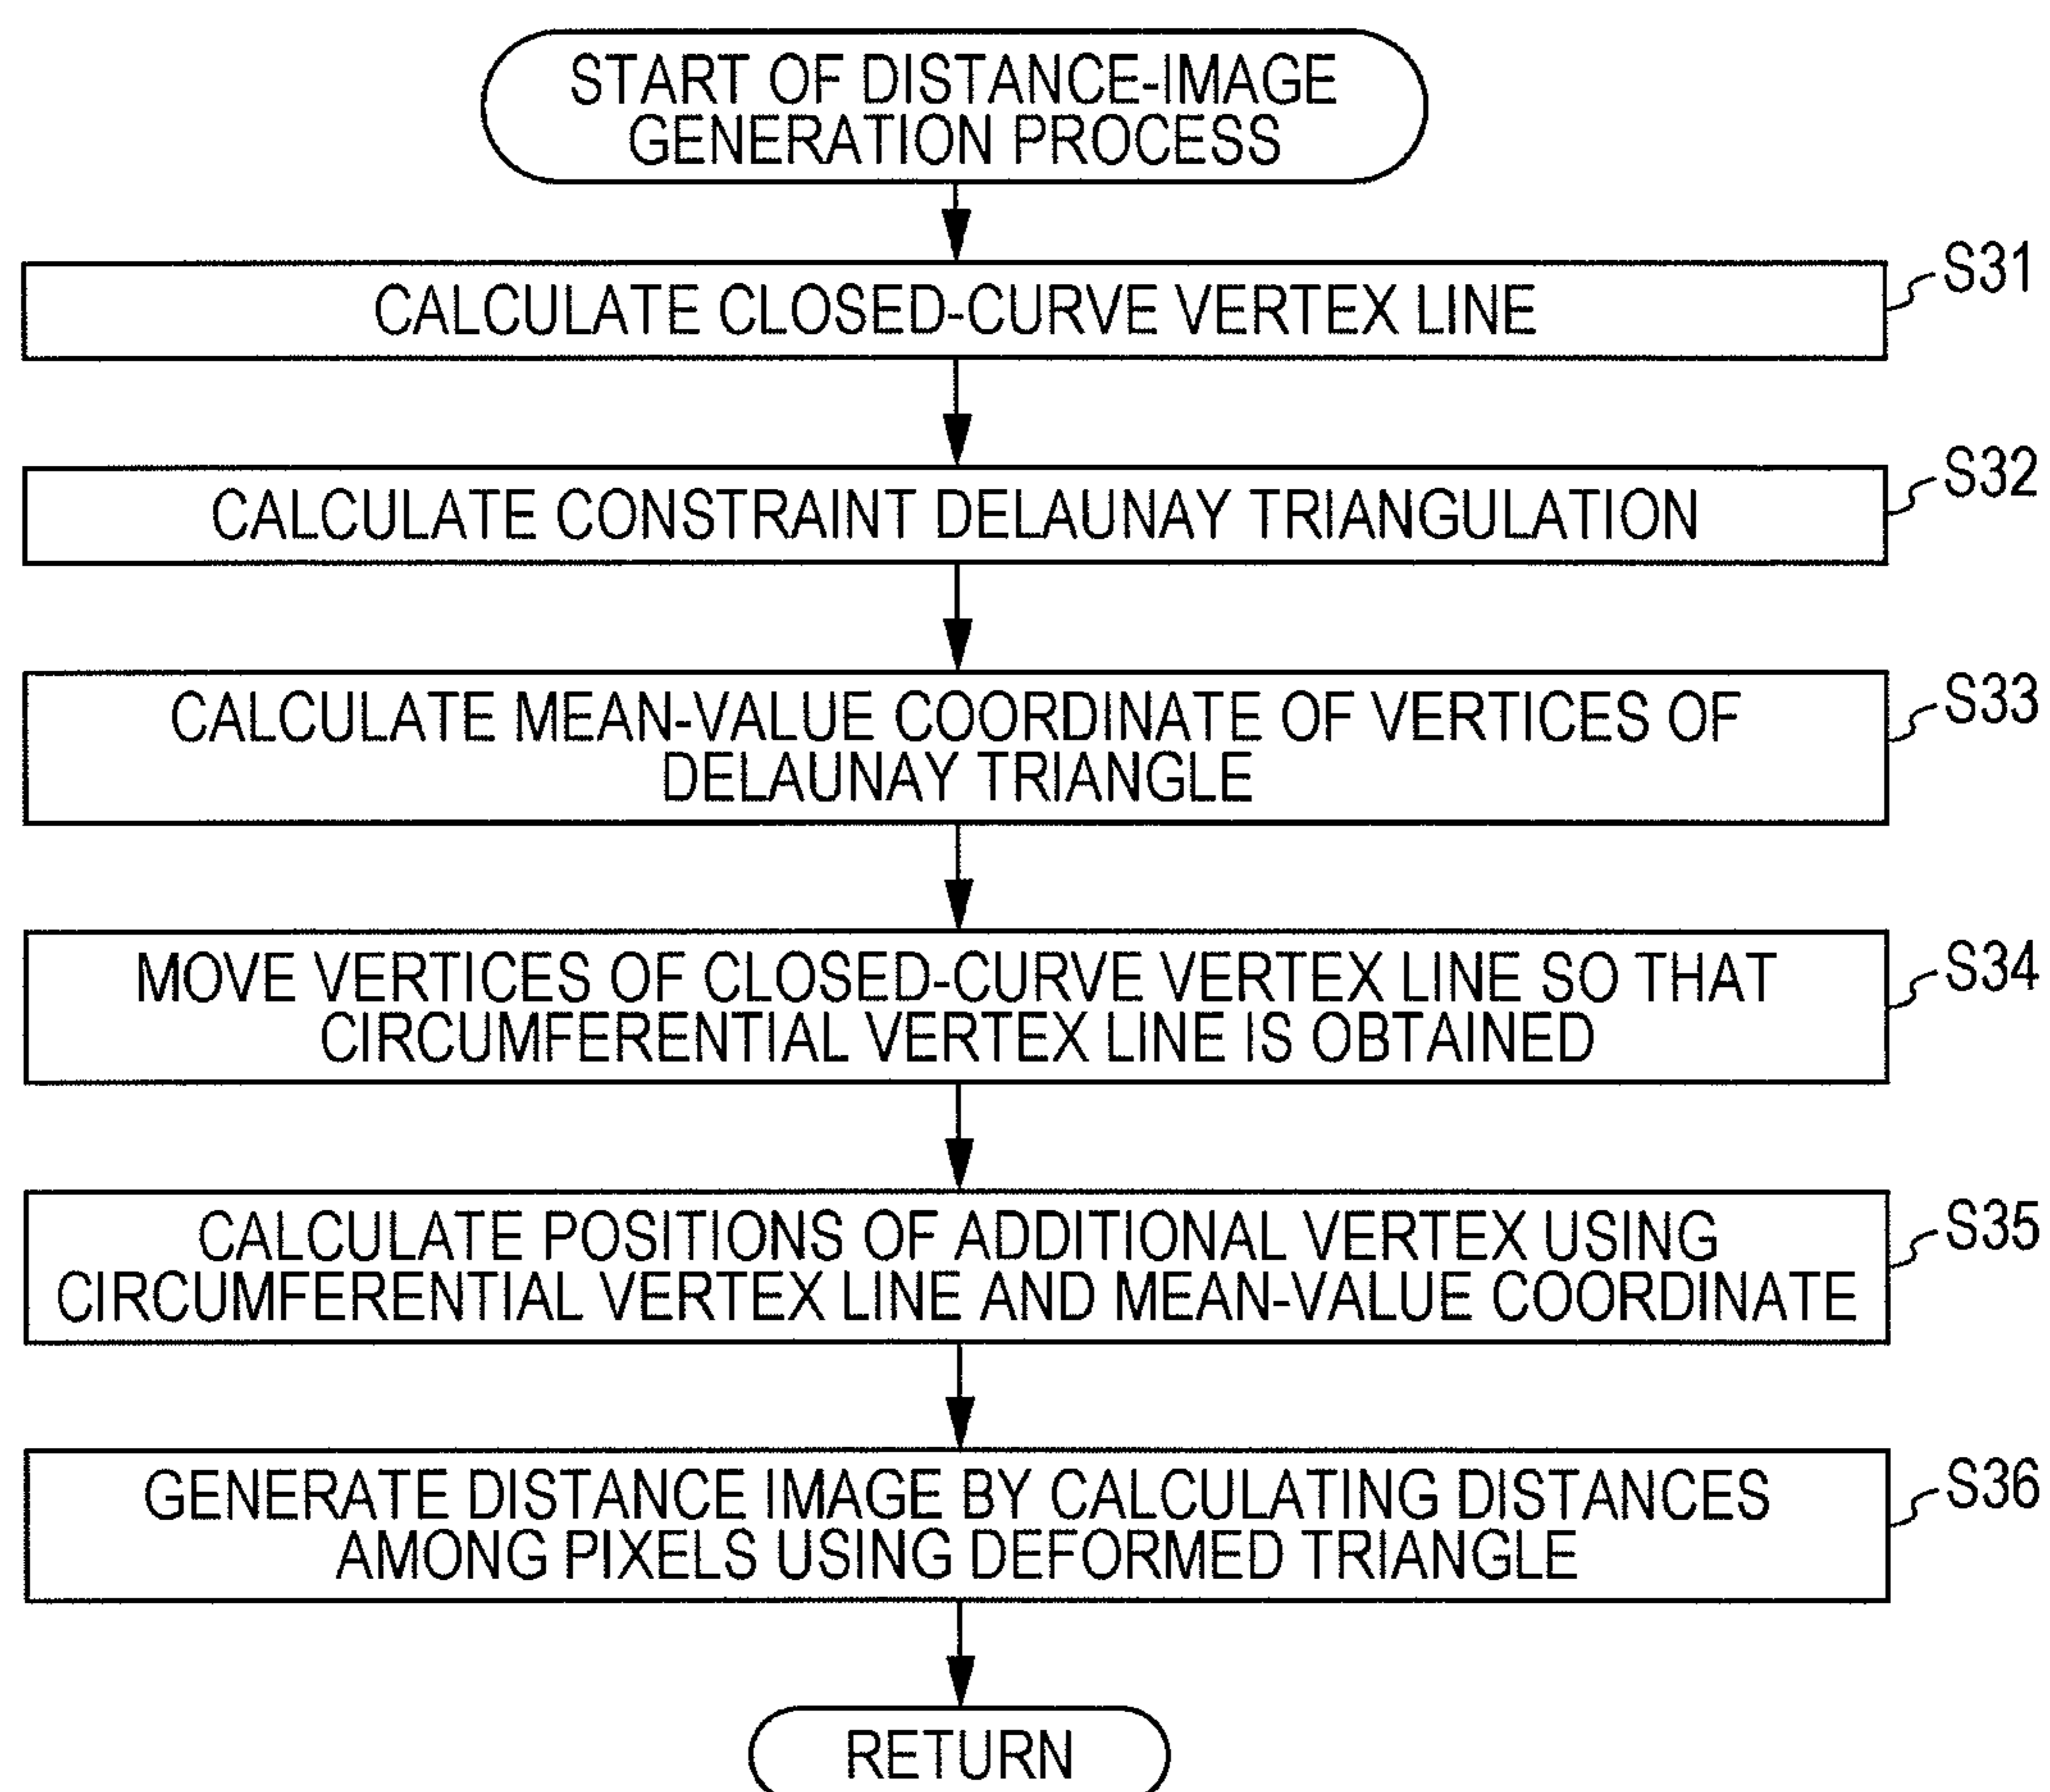 START OF DISTANCE-IMAGE
GENERATION PROCESS
S31
CALCULATE CLOSED-CURVE VERTEX LINE
S32
CALCULATE CONSTRAINT DELAUNAY TRIANGULATION
S33
CALCULATE MEAN-VALUE COORDINATE OF VERTICES OF
DELAUNAY TRIANGLE
S34
MOVE VERTICES OF CLOSED-CURVE VERTEX LINE SO THAT
CIRCUMFERENTIAL VERTEX LINE IS OBTAINED
S35
CALCULATE POSITIONS OF ADDITIONAL VERTEX USING
CIRCUMFERENTIAL VERTEX LINE AND MEAN-VALUE COORDINATE
S36
GENERATE DISTANCE IMAGE BY CALCULATING DISTANCES
AMONG PIXELS USING DEFORMED TRIANGLE
RETURN